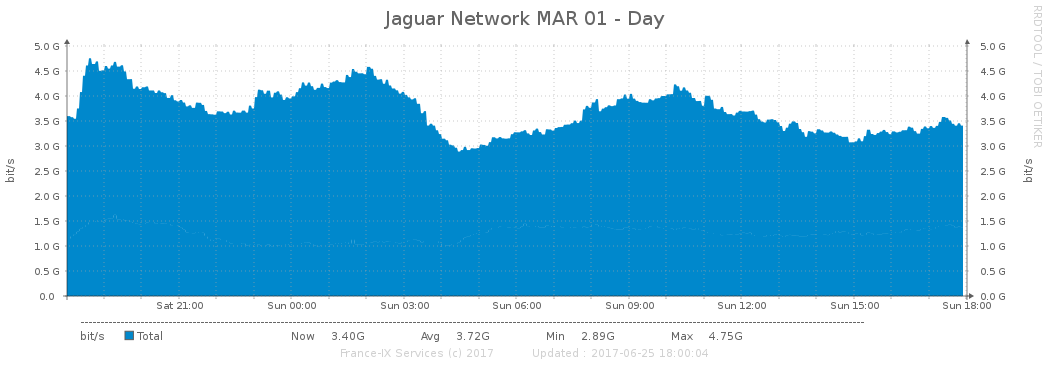 Jaguar Network MAR 01 - Day
RRDTOOL / TOBI OETIKER
5.0 G 5.0 G
4.5 G 4.5 G
4.0 G 4.0 G
3.5 G 3.5 G
3.0 G 3.0 G
2.5 G 2.5 G
2.0 G 2.0 G
1.5 G 1.5 G
1.0 G 1.0 G
0.5 G 0.5 G
0.0 0.0 G
bit/s
bit/s
Sat 21:00 Sun 00:00 Sun 03:00 Sun 06:00 Sun 09:00 Sun 12:00 Sun 15:00 Sun 18:00
bit/s Total Now 3.40G Avg 3.72G Min 2.89G Max 4.75G
France-IX Services (c) 2017 Updated : 2017-06-25 18:00:04